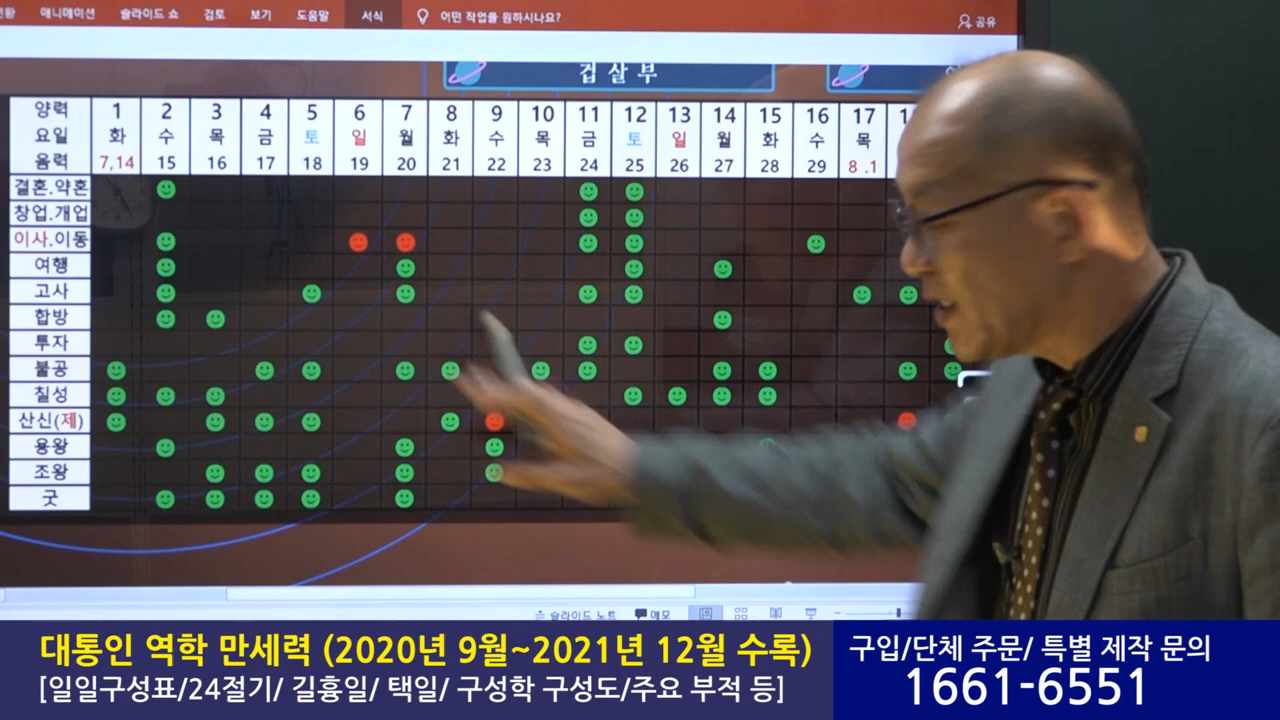 애니메이션 슬라이드 쇼 검토 보기 도움말 서식 어떤 작업을 원하시나요? 공유
겁살부
양력 1 2 3 4 5 6 7 8 9 10 11 12 13 14 15 16 17
요일 화 수 목 금 토 일 월 화 수 목 금 토 일 월 화 수 목
음력 7,14 15 16 17 18 19 20 21 22 23 24 25 26 27 28 29 8 .1
결혼.약혼
창업.개업
이사.이동
여행
고사
합방
투자
불공
칠성
산신(제)
용왕
조왕
굿
슬라이드 노트 메모
대통인 역학 만세력 (2020년 9월~2021년 12월 수록)
[일일구성표/24절기/ 길흉일/ 택일/ 구성학 구성도/주요 부적 등]
구입/단체 주문/ 특별 제작 문의
1661-6551